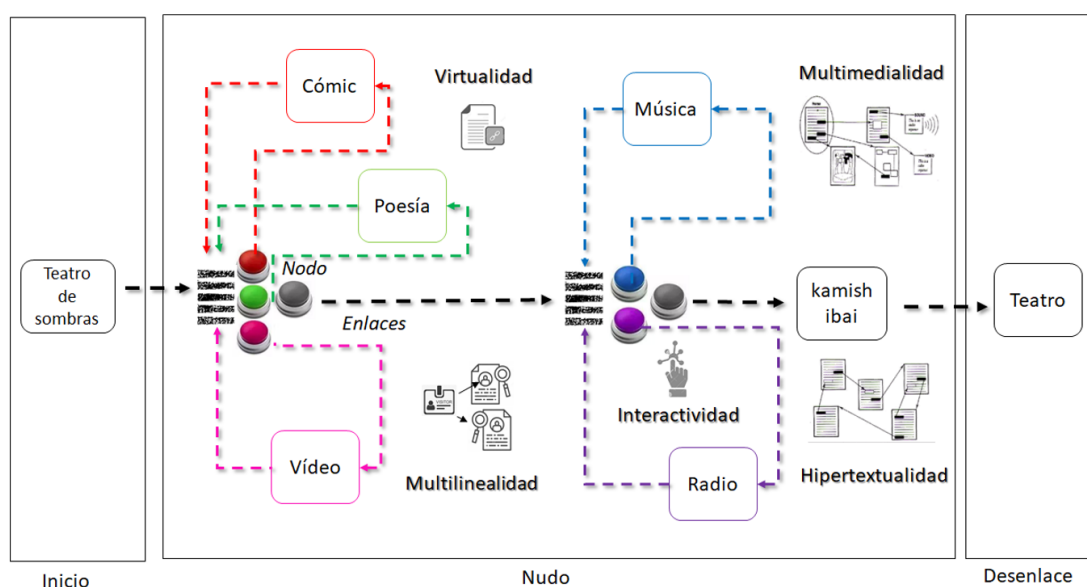 Cómic
Virtualidad
Música
Multimedialidad
Poesía
Teatro
de
sombras
Nodo
Enlaces
kamish
ibai
Teatro
VISITOR
Interactividad
Vídeo
Multilinealidad
Radio
Hipertextualidad
Inicio
Nudo
Desenlace